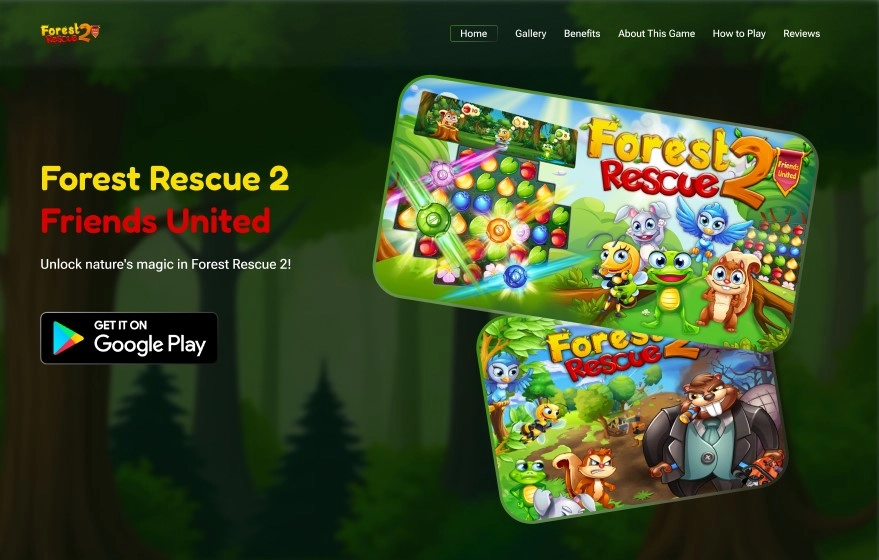 Forest
Rescue 2
Home
Gallery
Benefits
About This Game
How to Play
Reviews
Forest Rescue 2
Friends United
Unlock nature's magic in Forest Rescue 2!
GET IT ON
Google Play
Forest
Rescue 2
Friends
United
Forest
Rescue 2